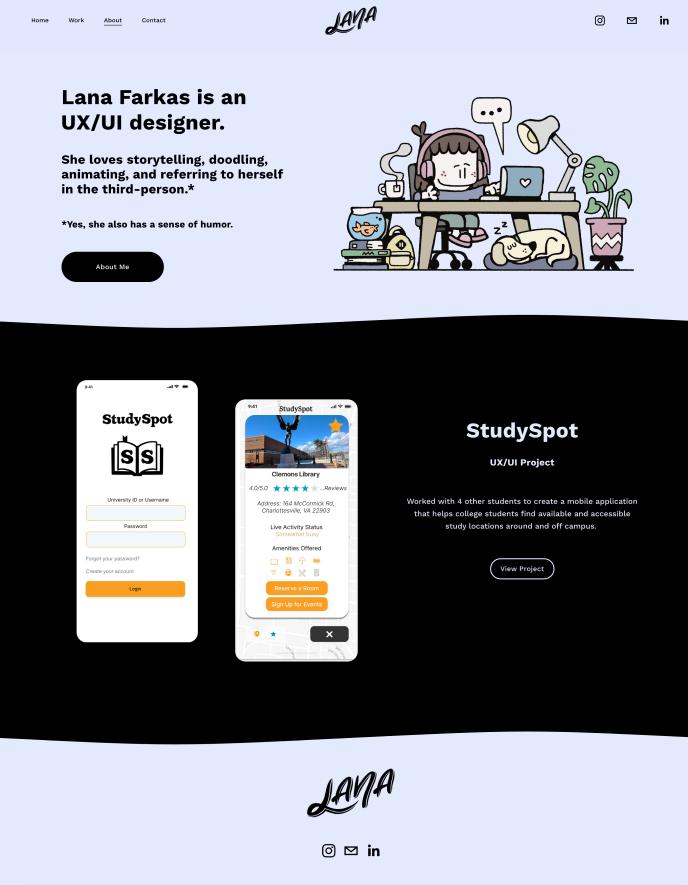 Home Work About Contact
LANA
Lana Farkas is an
UX/UI designer.
She loves storytelling, doodling,
animating, and referring to herself
in the third-person.*
*Yes, she also has a sense of humor.
About Me
z z
9:41
StudySpot
S S
University ID or Username
Password
Forgot your password?
Create your account
Login
9:41
StudySpot
Clemons Library
4.0/5.0 ...Reviews
Address: 164 McCormick Rd,
Charlottesville, VA 22903
Live Activity Status
Somewhat busy
Amenities Offered
Reserve a Room
Sign Up for Events
StudySpot
UX/UI Project
Worked with 4 other students to create a mobile application
that helps college students find available and accessible
study locations around and off campus.
View Project
LANA